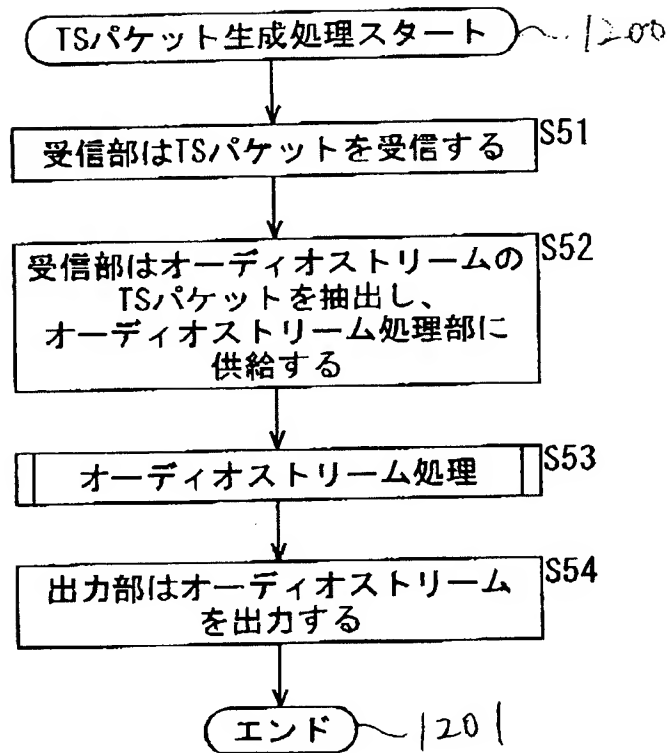 TSパケット生成処理スタート 1200
受信部はTSパケットを受信する S51
受信部はオーディオストリームの S52
TSパケットを抽出し、
オーディオストリーム処理部に
供給する
オーディオストリーム処理 S53
出力部はオーディオストリーム S54
を出力する
エンド 1201